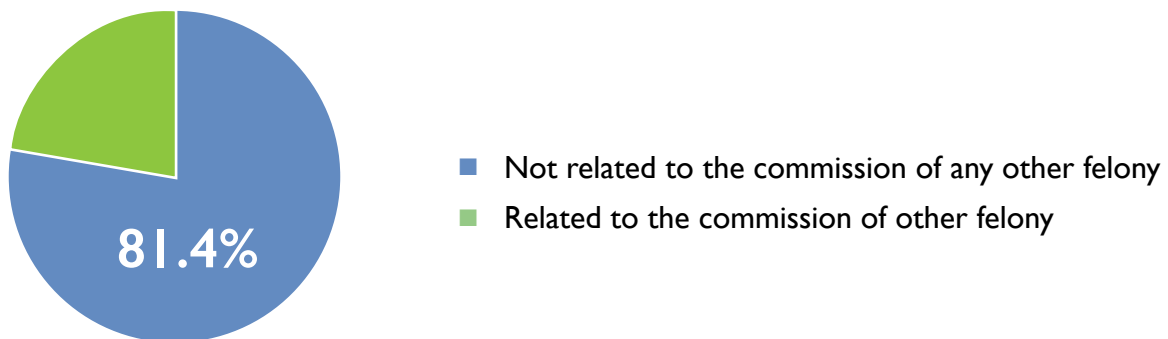 Not related to the commission of any other felony
Related to the commission of other felony
81.4%